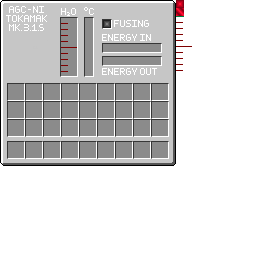 AGC-NI
TOKAMAK
MK.3.1.S
H₂O
°C
FUSING
ENERGY IN
ENERGY OUT